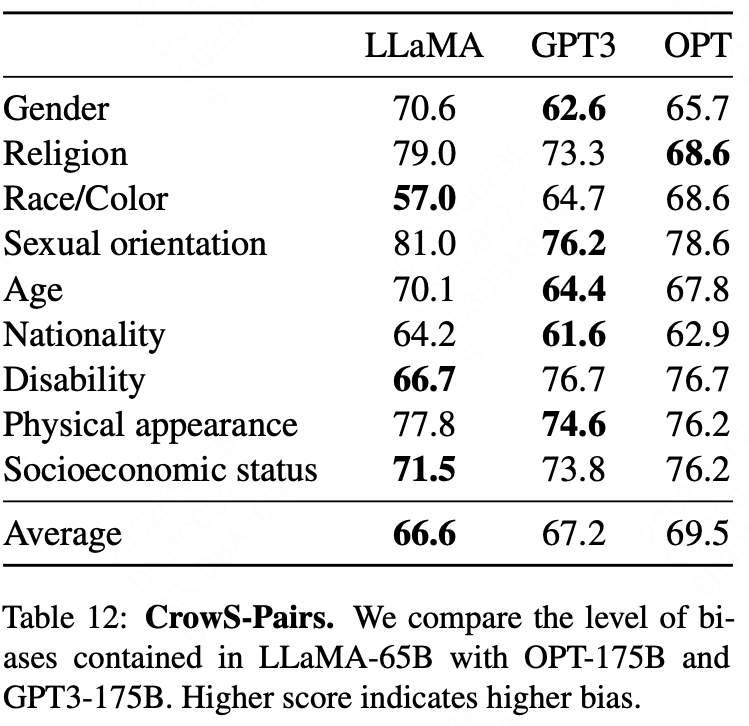 LLaMA GPT3 OPT
Gender 70.6 62.6 65.7
Religion 79.0 73.3 68.6
Race/Color 57.0 64.7 68.6
Sexual orientation 81.0 76.2 78.6
Age 70.1 64.4 67.8
Nationality 64.2 61.6 62.9
Disability 66.7 76.7 76.7
Physical appearance 77.8 74.6 76.2
Socioeconomic status 71.5 73.8 76.2
Average 66.6 67.2 69.5
Table 12: CrowS-Pairs. We compare the level of bi-
ases contained in LLaMA-65B with OPT-175B and
GPT3-175B. Higher score indicates higher bias.